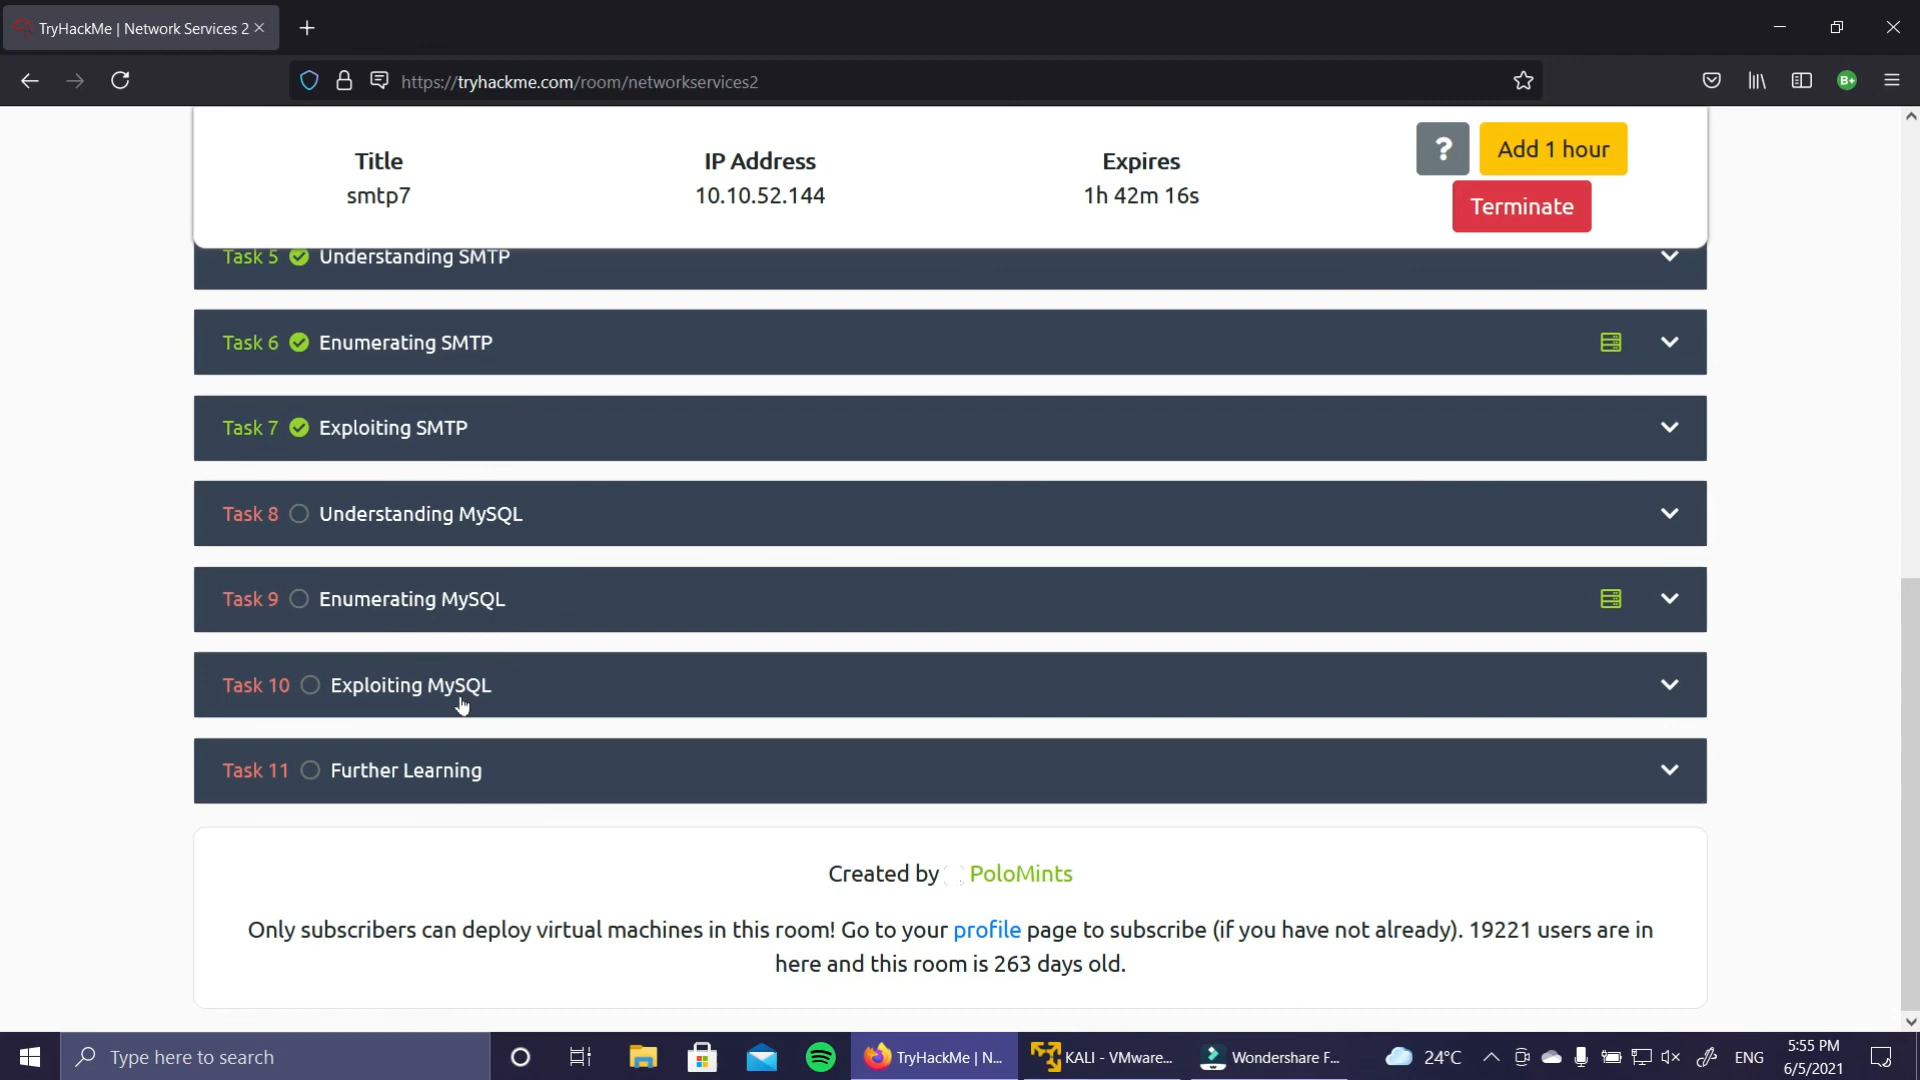 TryHackMe | Network Services 2
https://tryhackme.com/room/networkservices2
Title
smtp7
IP Address
10.10.52.144
Expires
1h 42m 16s
?
Add 1 hour
Terminate
Task 5 Understanding SMTP
Task 6 Enumerating SMTP
Task 7 Exploiting SMTP
Task 8 Understanding MySQL
Task 9 Enumerating MySQL
Task 10 Exploiting MySQL
Task 11 Further Learning
Created by PoloMints
Only subscribers can deploy virtual machines in this room! Go to your profile page to subscribe (if you have not already). 19221 users are in
here and this room is 263 days old.
Type here to search
TryHackMe | N...
KALI - VMware...
Wondershare F...
24°C
ENG
5:55 PM
6/5/2021
B+